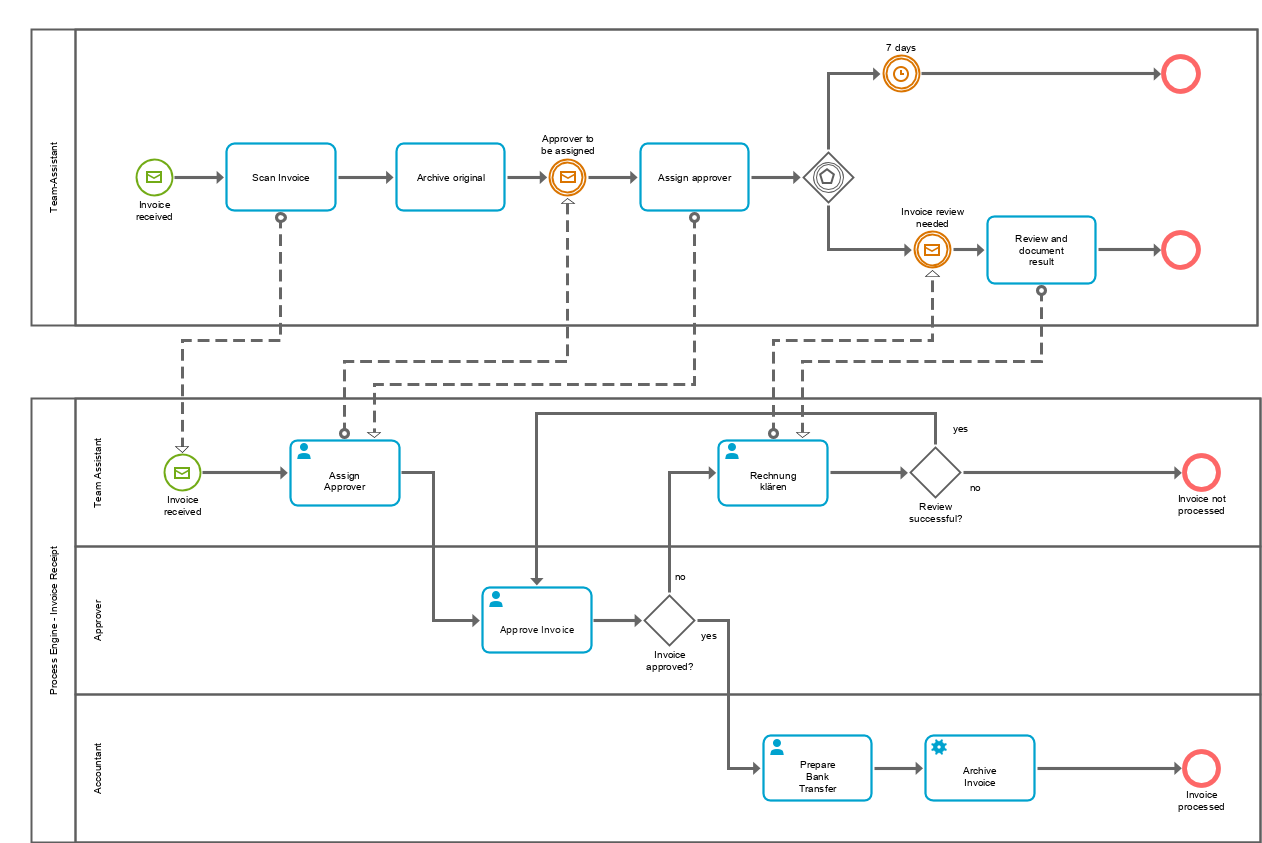 Team-Assistant
7 days
Approver to
be assigned
Scan Invoice
Archive original
Assign approver
Invoice
received
Invoice review
needed
Review and
document
result
Process Engine - Invoice Receipt
Team Assistant
yes
Assign
Approver
Rechnung
klären
no
Invoice
received
Review
successful?
Invoice not
processed
Approver
no
Approve Invoice
yes
Invoice
approved?
Accountant
Prepare
Bank
Transfer
Archive
Invoice
Invoice
processed